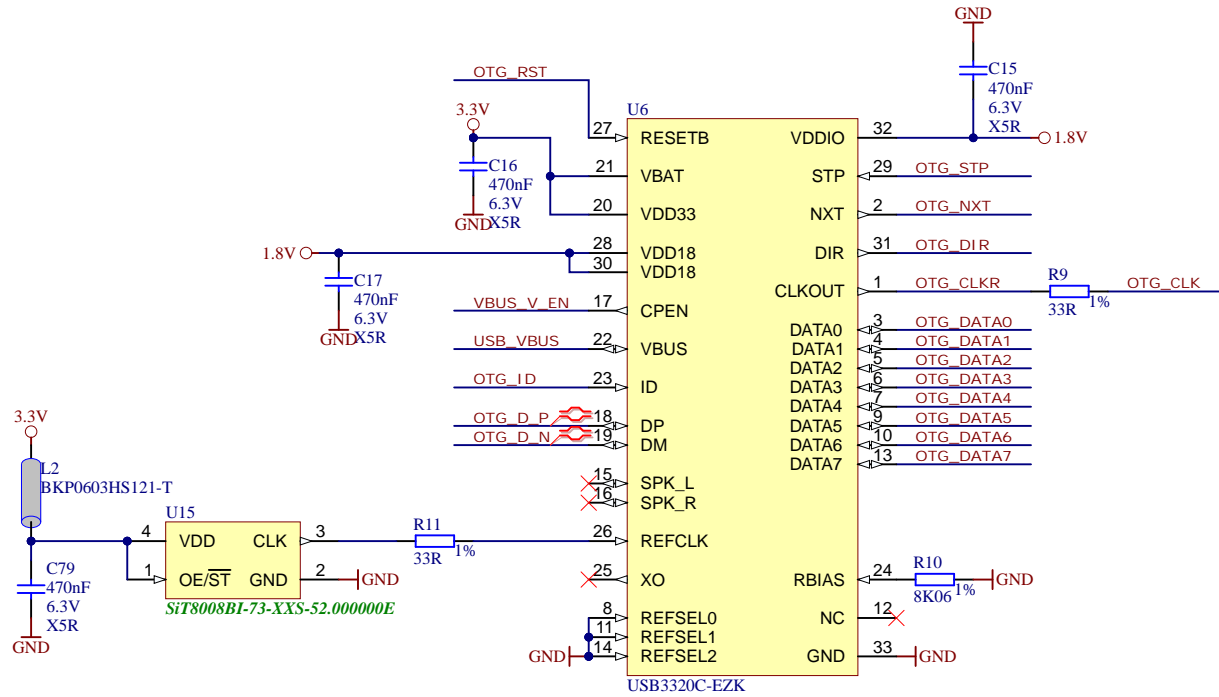 GND
C15
470nF
6.3V
X5R
1.8V
OTG_RST
3.3V
C16
470nF
6.3V
X5R
GND
1.8V
C17
470nF
6.3V
X5R
GND
VBUS_V_EN
USB_VBUS
OTG_ID
OTG_D_P
OTG_D_N
U6
27 RESETB
21 VBAT
20 VDD33
28 VDD18
30 VDD18
17 CPEN
22 VBUS
23 ID
18 DP
19 DM
15 SPK_L
16 SPK_R
26 REFCLK
25 XO
8 REFSEL0
11 REFSEL1
14 REFSEL2
GND
VDDIO 32
STP 29 OTG_STP
NXT 2 OTG_NXT
DIR 31 OTG_DIR
CLKOUT 1 OTG_CLKR
R9
33R
1%
OTG_CLK
DATA0 3 OTG_DATA0
DATA1 4 OTG_DATA1
DATA2 5 OTG_DATA2
DATA3 6 OTG_DATA3
DATA4 7 OTG_DATA4
DATA5 9 OTG_DATA5
DATA6 10 OTG_DATA6
DATA7 13 OTG_DATA7
RBIAS 24
R10
8K06
1%
GND
NC 12
GND 33 GND
USB3320C-EZK
3.3V
L2
BKP0603HS121-T
C79
470nF
6.3V
X5R
GND
U15
4 VDD CLK 3
1 OE/ST GND 2 GND
SiT8008BI-73-XXS-52.000000E
R11
33R
1%